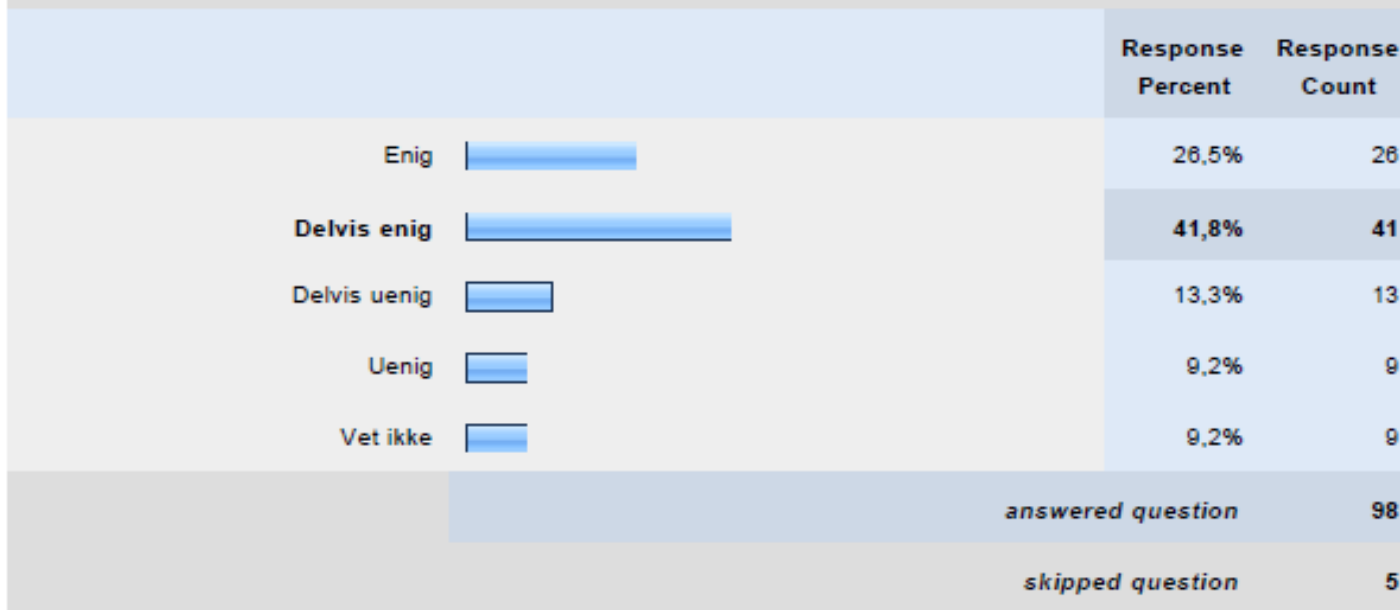 Response Response
Percent Count
Enig 26,5% 26
Delvis enig 41,8% 41
Delvis uenig 13,3% 13
Uenig 9,2% 9
Vet ikke 9,2% 9
answered question 98
skipped question 5